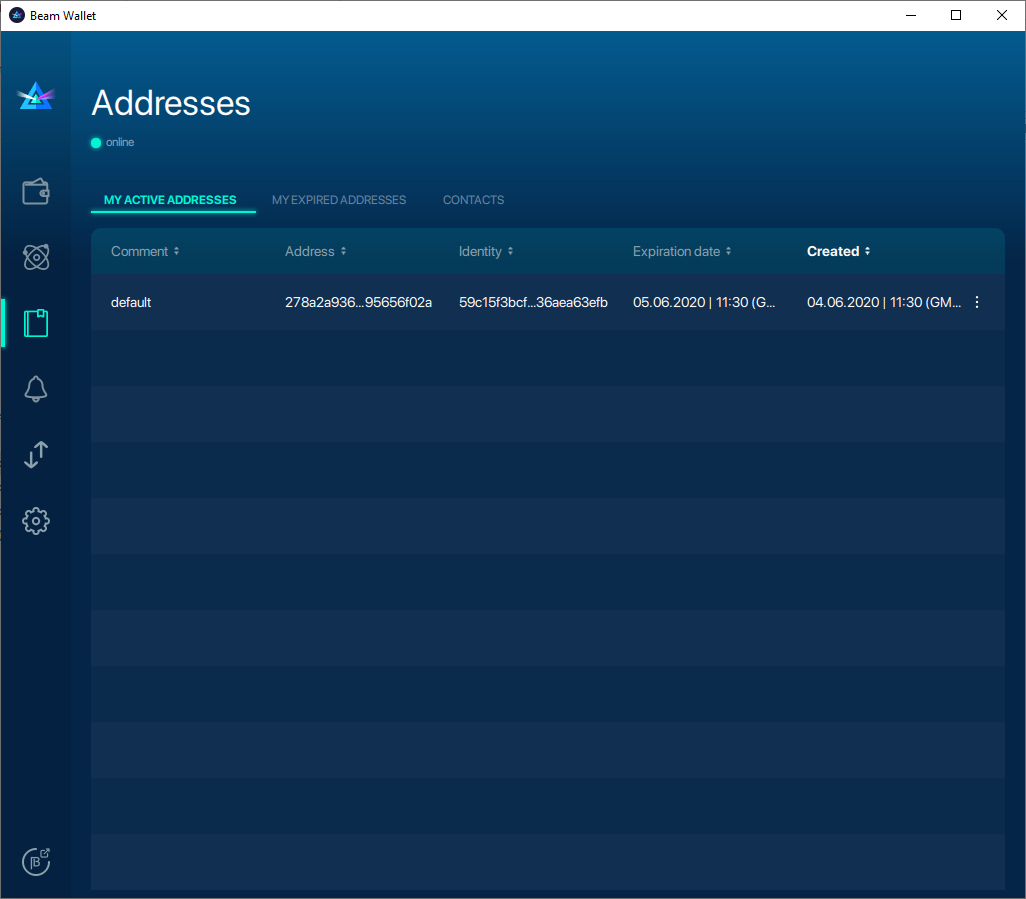 Beam Wallet
Addresses
online
MY ACTIVE ADDRESSES MY EXPIRED ADDRESSES CONTACTS
Comment Address Identity Expiration date Created
default 278a2a936...95656f02a 59c15f3bcf...36aea63efb 05.06.2020 | 11:30 (G... 04.06.2020 | 11:30 (GM...